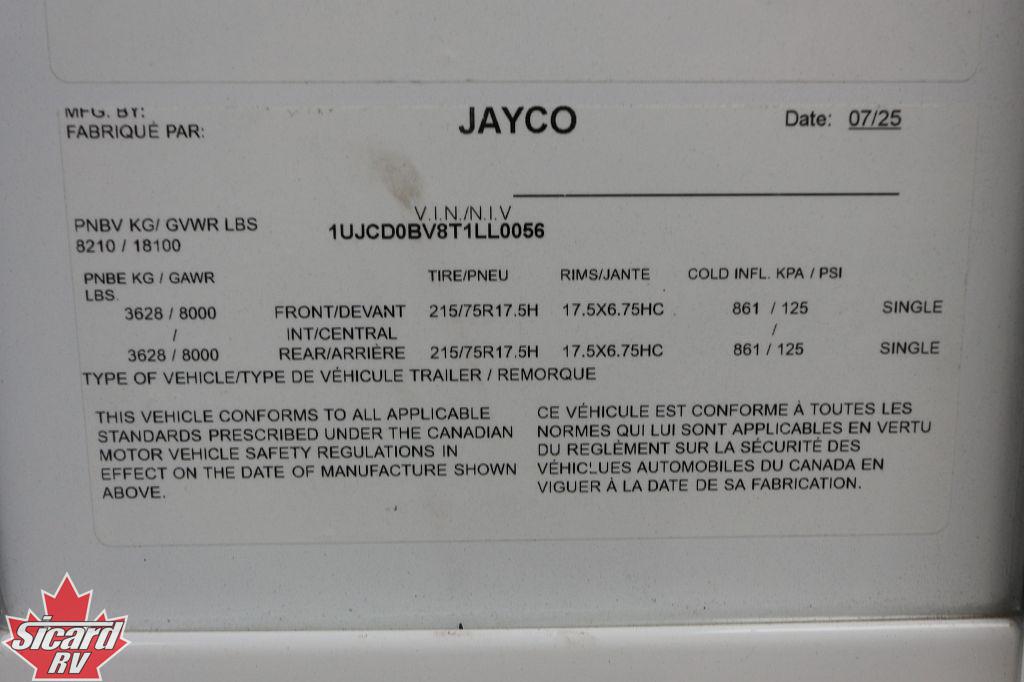 MFG. BY:
FABRIQUÉ PAR:
JAYCO
Date: 07/25
V.I.N./N.I.V
PNBV KG/ GVWR LBS
8210 / 18100
1UJCD0BV8T1LL0056
PNBE KG / GAWR LBS.
TIRE/PNEU RIMS/JANTE COLD INFL. KPA / PSI
3628 / 8000 FRONT/DEVANT 215/75R17.5H 17.5X6.75HC 861 / 125 SINGLE
/ INT/CENTRAL /
3628 / 8000 REAR/ARRIÈRE 215/75R17.5H 17.5X6.75HC 861 / 125 SINGLE
TYPE OF VEHICLE/TYPE DE VÉHICULE TRAILER / REMORQUE
THIS VEHICLE CONFORMS TO ALL APPLICABLE
STANDARDS PRESCRIBED UNDER THE CANADIAN
MOTOR VEHICLE SAFETY REGULATIONS IN
EFFECT ON THE DATE OF MANUFACTURE SHOWN
ABOVE.
CE VÉHICULE EST CONFORME À TOUTES LES
NORMES QUI LUI SONT APPLICABLES EN VERTU
DU REGLEMENT SUR LA SÉCURITÉ DES
VÉHICLUES AUTOMOBILES DU CANADA EN
VIGUER À LA DATE DE SA FABRICATION.
Sicard
RV